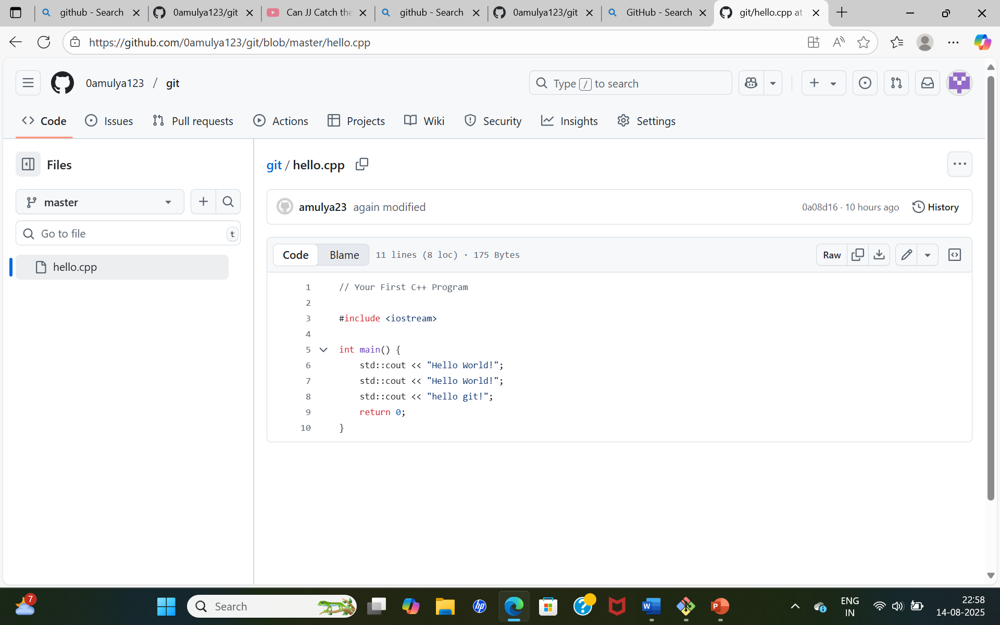 github - Search
0amulya123/git
Can JJ Catch the
github - Search
0amulya123/git
GitHub - Search
git/hello.cpp at
https://github.com/0amulya123/git/blob/master/hello.cpp
0amulya123 / git
Type / to search
Code
Issues
Pull requests
Actions
Projects
Wiki
Security
Insights
Settings
Files
master
Go to file
t
hello.cpp
git / hello.cpp
amulya23 again modified
0a08d16 · 10 hours ago
History
Code
Blame
11 lines (8 loc) · 175 Bytes
Raw
1 // Your First C++ Program
2
3 #include <iostream>
4
5 int main() {
6 std::cout << "Hello World!";
7 std::cout << "Hello World!";
8 std::cout << "hello git!";
9 return 0;
10 }
7
Search
hp
W
P
ENG
IN
22:58
14-08-2025